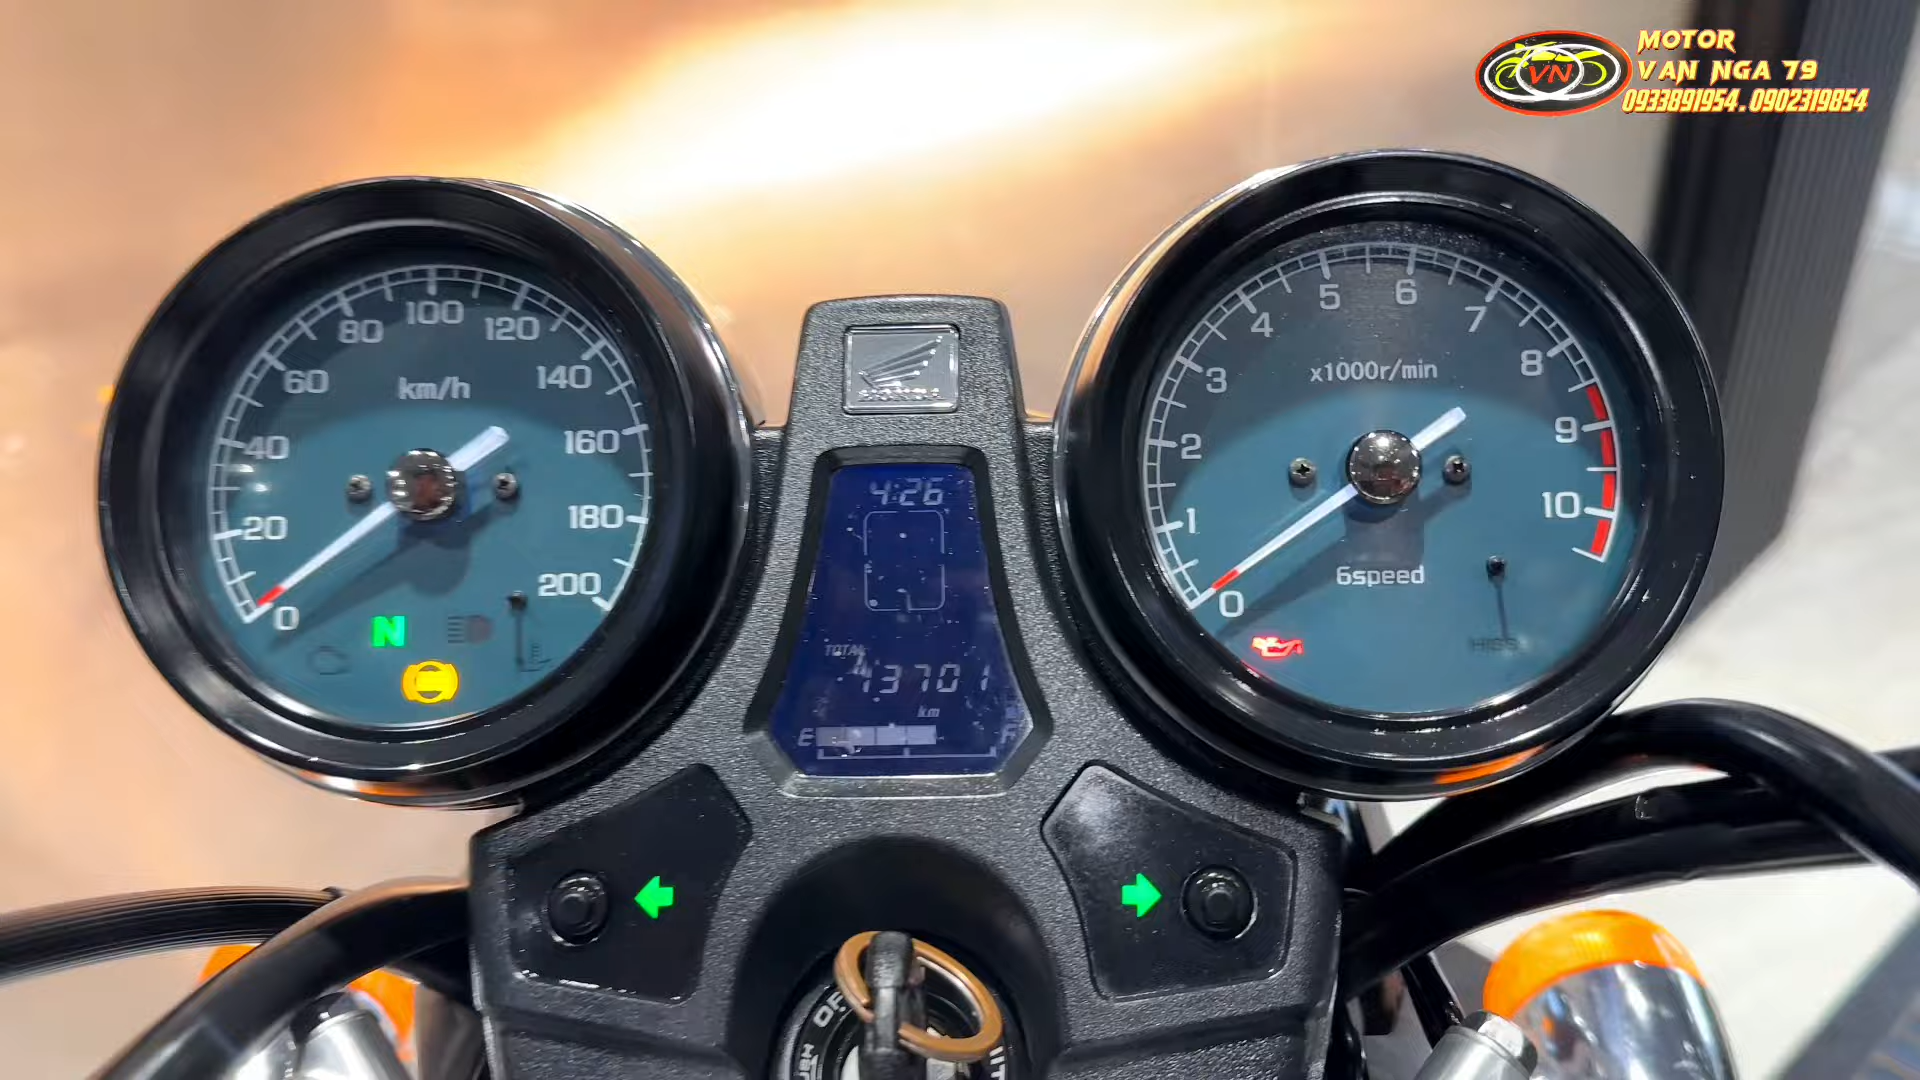 MOTOR
VAN NGA 79
0933891954.0902319854
VN
0
20
40
60
80
100
120
140
160
180
200
km/h
N
HONDA
4:26
TOTAL
13701
km
E
F
0
1
2
3
4
5
6
7
8
9
10
x1000r/min
6speed
HISS